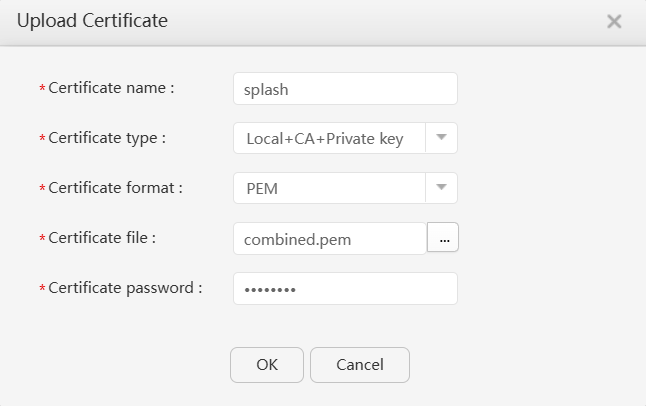 Upload Certificate
*Certificate name : splash
*Certificate type : Local+CA+Private key
*Certificate format : PEM
*Certificate file : combined.pem ...
*Certificate password : ••••••••
OK Cancel